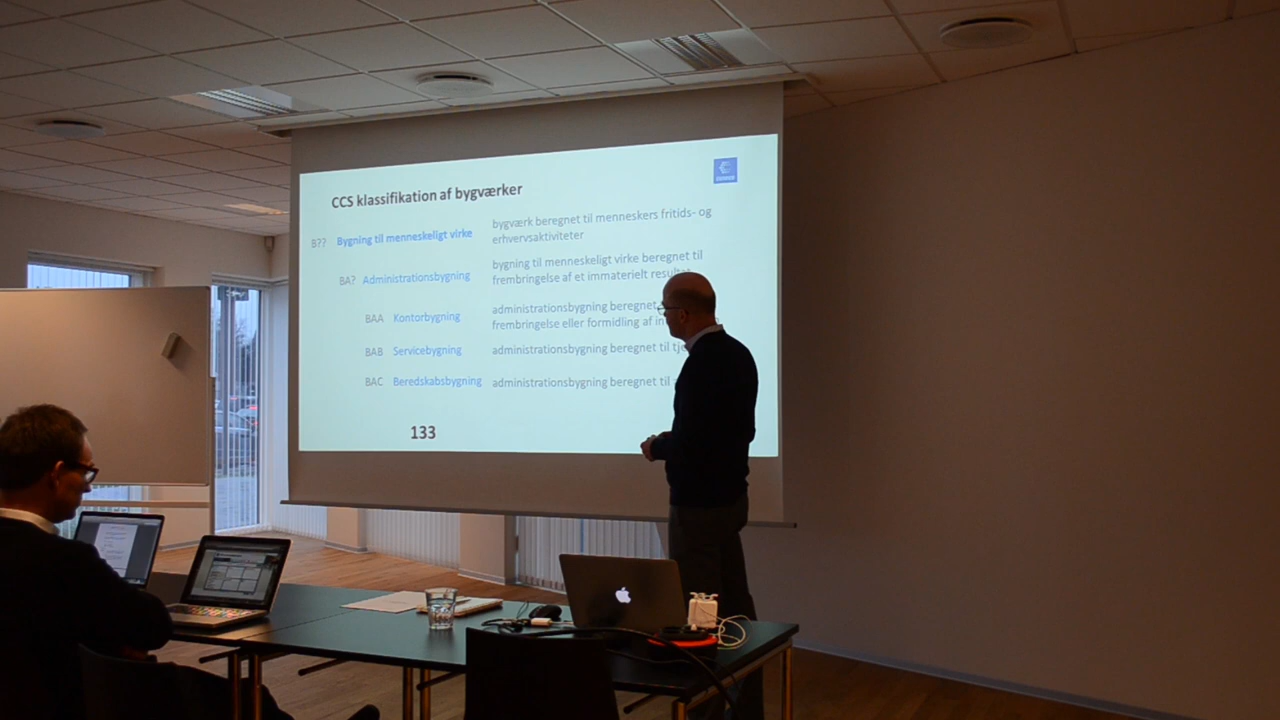 CCS klassifikation af bygværker
B?? Bygning til menneskeligt virke bygværk beregnet til menneskers fritids- og
erhvervsaktiviteter
BA? Administrationsbygning bygning til menneskeligt virke beregnet til
frembringelse af et immaterielt
BAA Kontorbygning administrationsbygning beregnet
frembringelse eller formidling af
BAB Servicebygning administrationsbygning beregnet til
BAC Beredskabsbygning administrationsbygning beregnet til
133